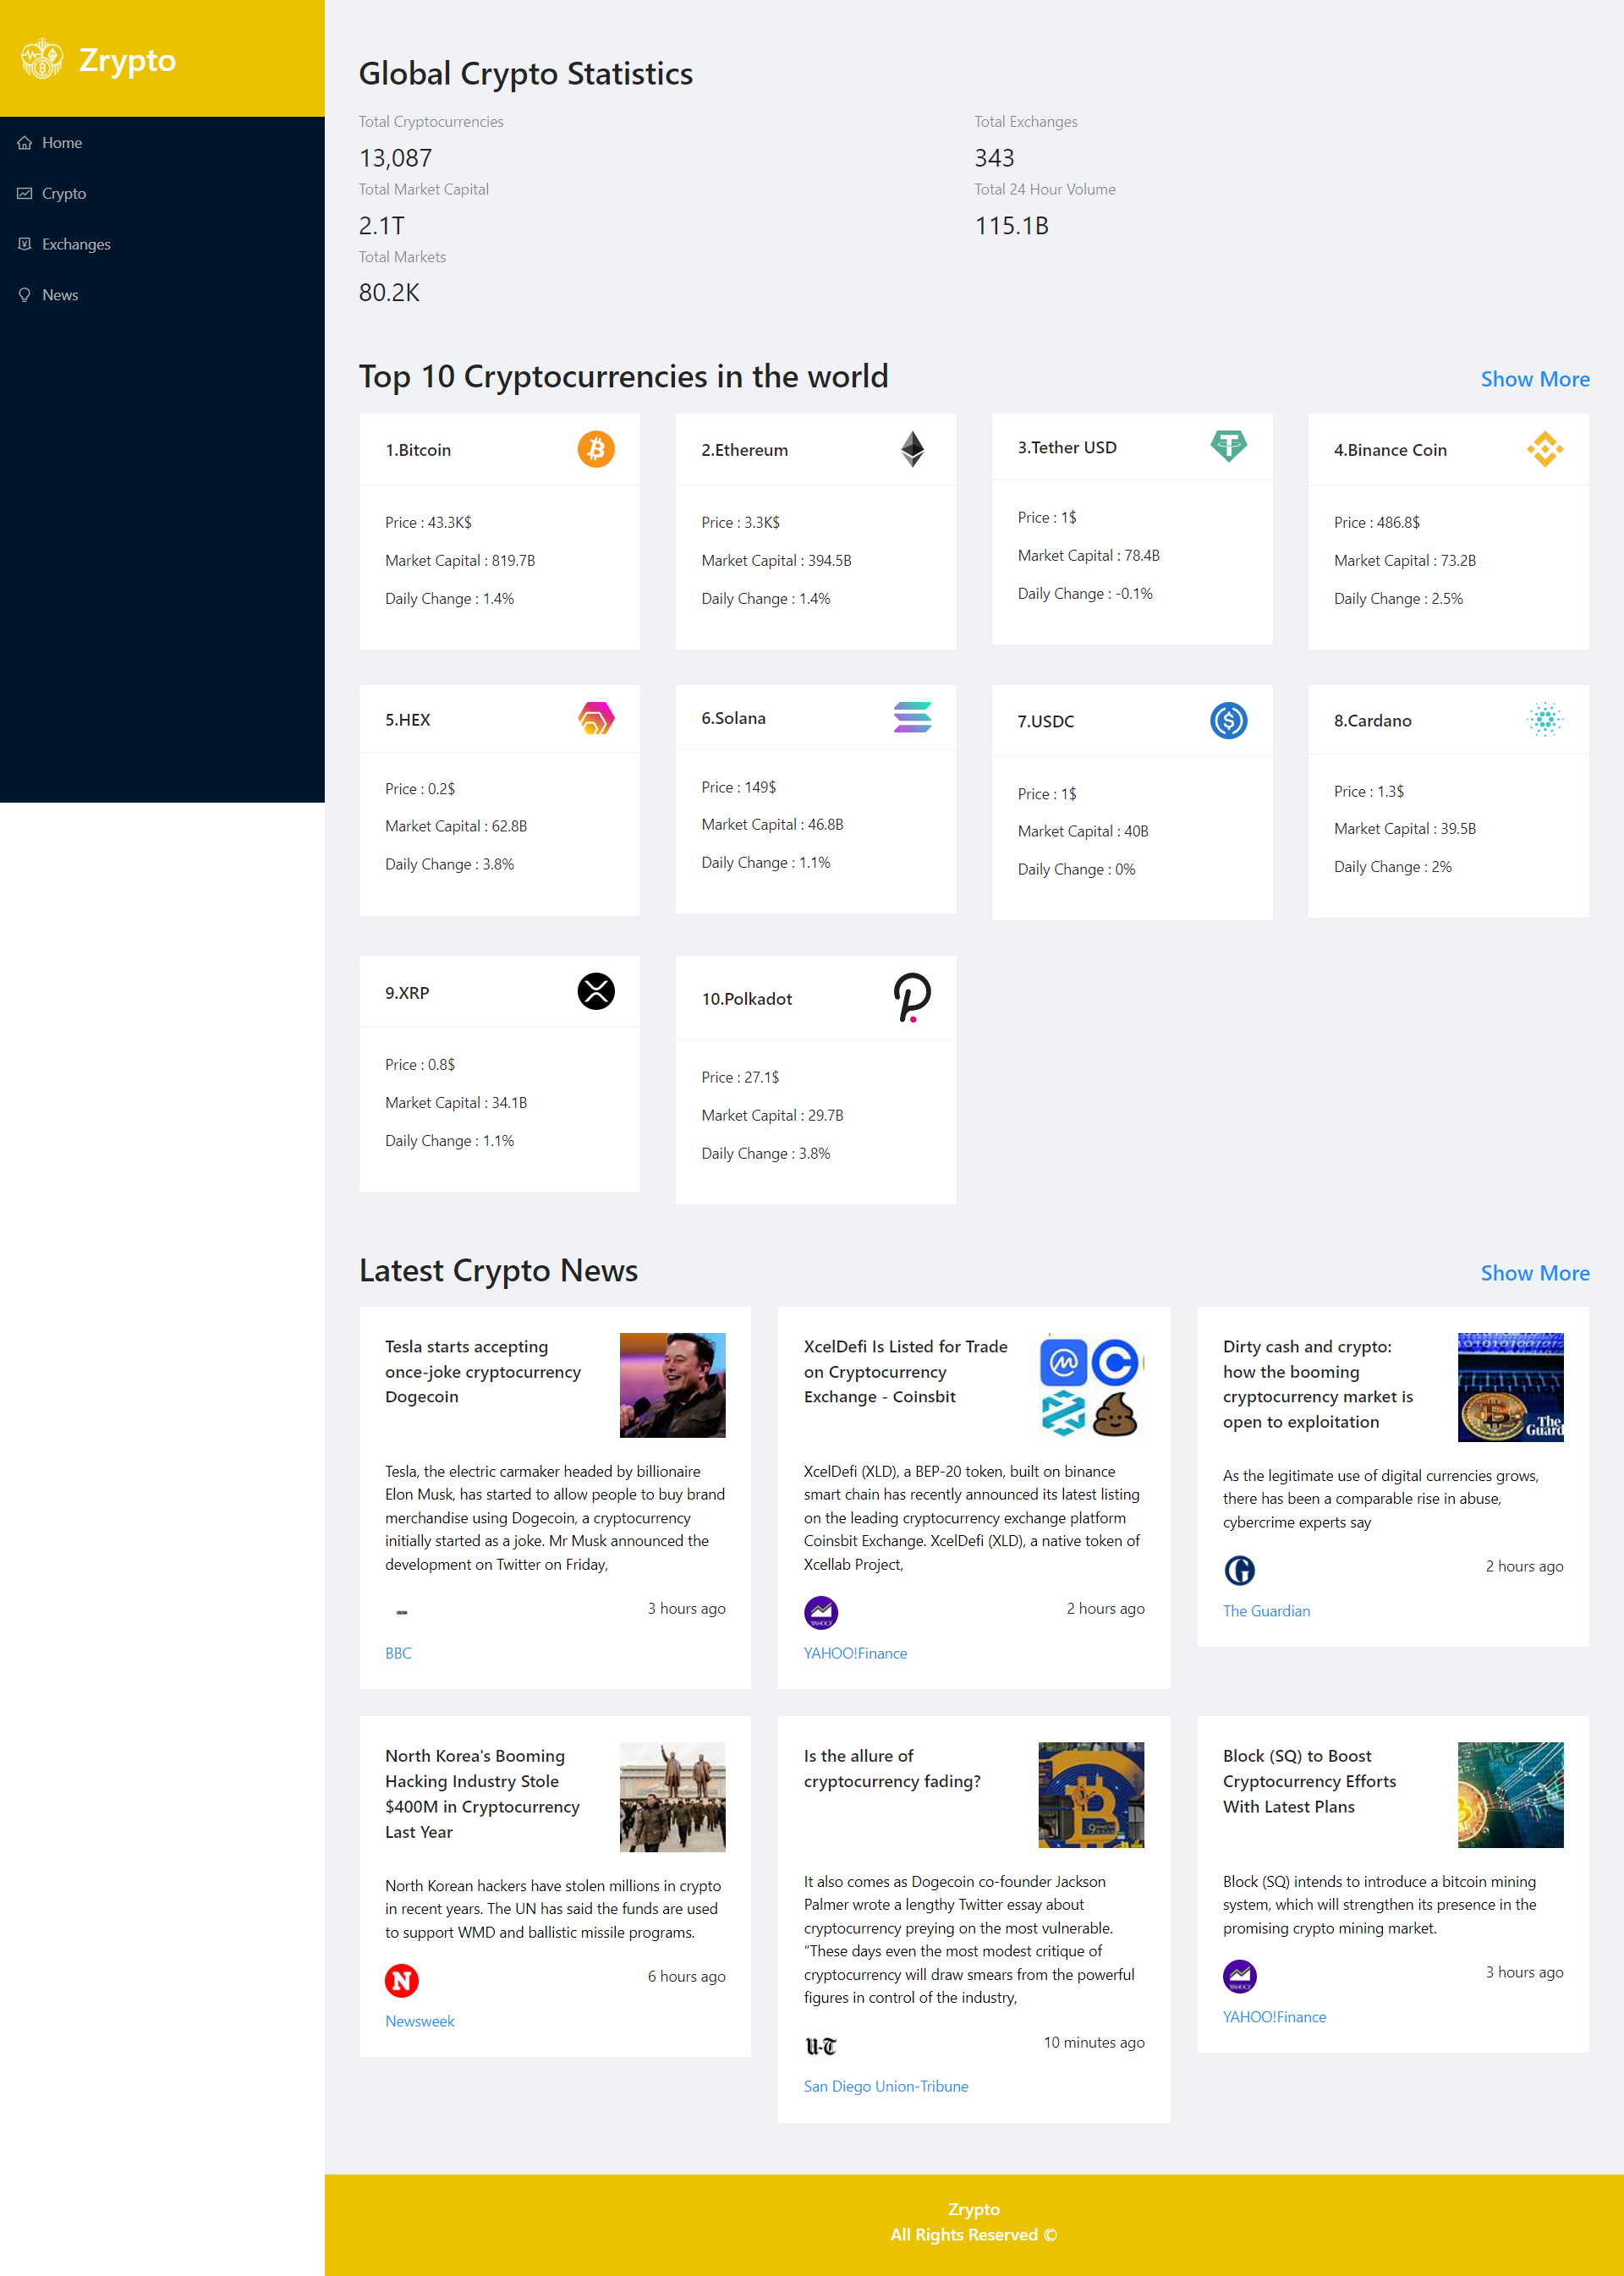 Zrypto
Home
Crypto
Exchanges
News
Global Crypto Statistics
Total Cryptocurrencies
13,087
Total Exchanges
343
Total Market Capital
2.1T
Total 24 Hour Volume
115.1B
Total Markets
80.2K
Top 10 Cryptocurrencies in the world
Show More
1.Bitcoin
Price : 43.3K$
Market Capital : 819.7B
Daily Change : 1.4%
2.Ethereum
Price : 3.3K$
Market Capital : 394.5B
Daily Change : 1.4%
3.Tether USD
Price : 1$
Market Capital : 78.4B
Daily Change : -0.1%
4.Binance Coin
Price : 486.8$
Market Capital : 73.2B
Daily Change : 2.5%
5.HEX
Price : 0.2$
Market Capital : 62.8B
Daily Change : 3.8%
6.Solana
Price : 149$
Market Capital : 46.8B
Daily Change : 1.1%
7.USDC
Price : 1$
Market Capital : 40B
Daily Change : 0%
8.Cardano
Price : 1.3$
Market Capital : 39.5B
Daily Change : 2%
9.XRP
Price : 0.8$
Market Capital : 34.1B
Daily Change : 1.1%
10.Polkadot
Price : 27.1$
Market Capital : 29.7B
Daily Change : 3.8%
Latest Crypto News
Show More
Tesla starts accepting
once-joke cryptocurrency
Dogecoin
Tesla, the electric carmaker headed by billionaire
Elon Musk, has started to allow people to buy brand
merchandise using Dogecoin, a cryptocurrency
initially started as a joke. Mr Musk announced the
development on Twitter on Friday,
3 hours ago
BBC
XcelDefi Is Listed for Trade
on Cryptocurrency
Exchange - Coinsbit
XcelDefi (XLD), a BEP-20 token, built on binance
smart chain has recently announced its latest listing
on the leading cryptocurrency exchange platform
Coinsbit Exchange. XcelDefi (XLD), a native token of
Xcellab Project,
YAHOO!
2 hours ago
YAHOO!Finance
Dirty cash and crypto:
how the booming
cryptocurrency market is
open to exploitation
The
Guard
As the legitimate use of digital currencies grows,
there has been a comparable rise in abuse,
cybercrime experts say
G
2 hours ago
The Guardian
North Korea's Booming
Hacking Industry Stole
$400M in Cryptocurrency
Last Year
North Korean hackers have stolen millions in crypto
in recent years. The UN has said the funds are used
to support WMD and ballistic missile programs.
N
6 hours ago
Newsweek
Is the allure of
cryptocurrency fading?
It also comes as Dogecoin co-founder Jackson
Palmer wrote a lengthy Twitter essay about
cryptocurrency preying on the most vulnerable.
“These days even the most modest critique of
cryptocurrency will draw smears from the powerful
figures in control of the industry,
U-T
10 minutes ago
San Diego Union-Tribune
Block (SQ) to Boost
Cryptocurrency Efforts
With Latest Plans
Block (SQ) intends to introduce a bitcoin mining
system, which will strengthen its presence in the
promising crypto mining market.
YAHOO!
3 hours ago
YAHOO!Finance
Zrypto
All Rights Reserved ©